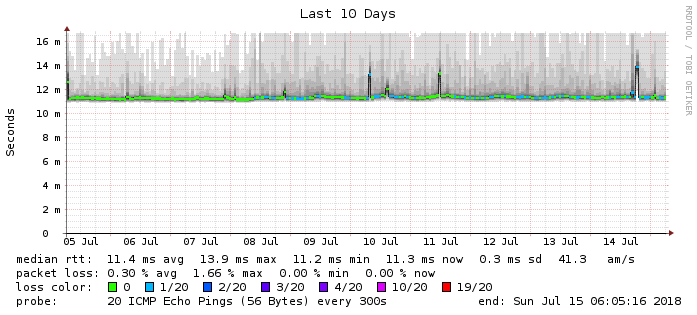 Last 10 Days
RRDTOOL / TOBI OETIKER
Seconds
16 m
14 m
12 m
10 m
8 m
6 m
4 m
2 m
0
05 Jul 06 Jul 07 Jul 08 Jul 09 Jul 10 Jul 11 Jul 12 Jul 13 Jul 14 Jul
median rtt: 11.4 ms avg 13.9 ms max 11.2 ms min 11.3 ms now 0.3 ms sd 41.3 am/s
packet loss: 0.30 % avg 1.66 % max 0.00 % min 0.00 % now
loss color: 0 1/20 2/20 3/20 4/20 10/20 19/20
probe: 20 ICMP Echo Pings (56 Bytes) every 300s end: Sun Jul 15 06:05:16 2018